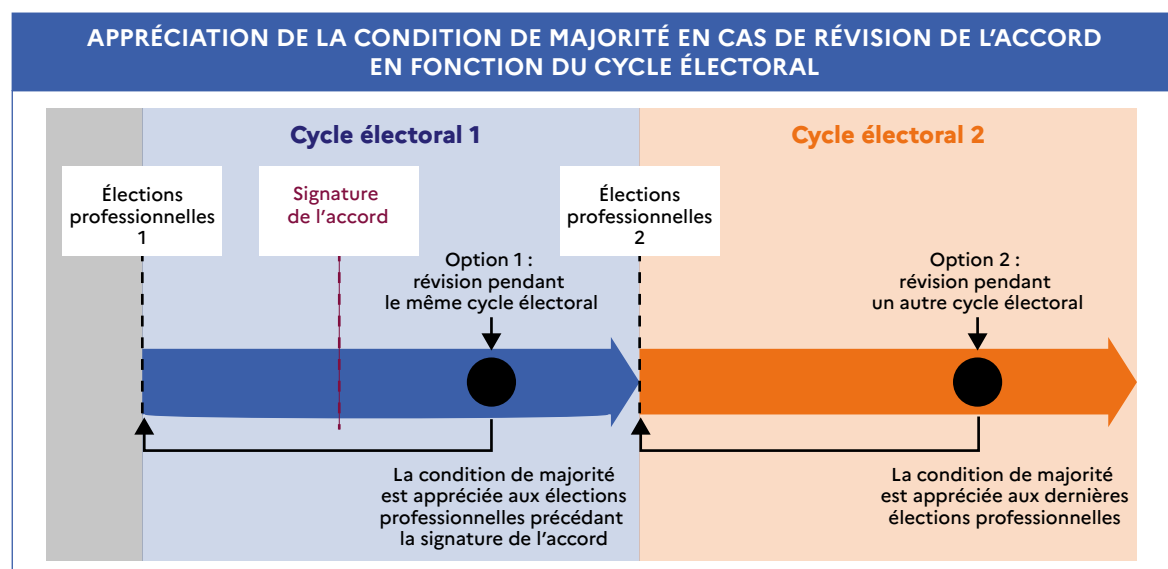 APPRÉCIATION DE LA CONDITION DE MAJORITÉ EN CAS DE RÉVISION DE L’ACCORD
EN FONCTION DU CYCLE ÉLECTORAL
Cycle électoral 1
Cycle électoral 2
Élections
professionnelles
1
Signature
de l’accord
Élections
professionnelles
2
Option 1 :
révision pendant
le même cycle électoral
Option 2 :
révision pendant
un autre cycle électoral
La condition de majorité
est appréciée aux élections
professionnelles précédant
la signature de l’accord
La condition de majorité
est appréciée aux dernières
élections professionnelles